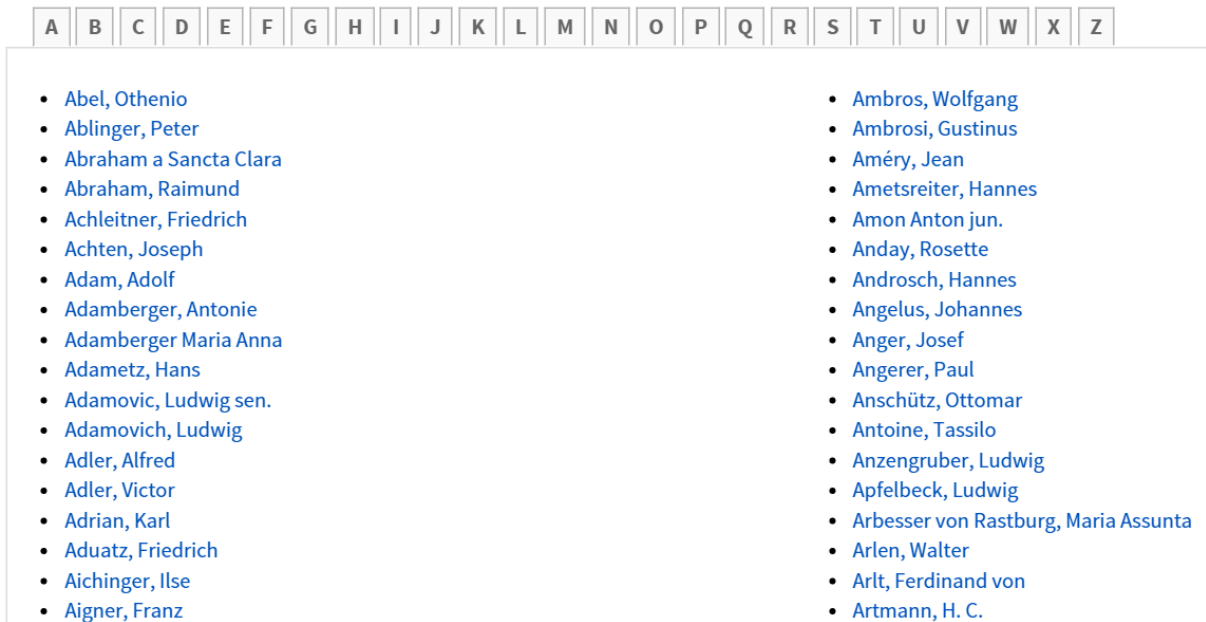 A B C D E F G H I J K L M N O P Q R S T U V W X Z
Abel, Othenio
Ablinger, Peter
Abraham a Sancta Clara
Abraham, Raimund
Achleitner, Friedrich
Achten, Joseph
Adam, Adolf
Adamberger, Antonie
Adamberger Maria Anna
Adametz, Hans
Adamovic, Ludwig sen.
Adamovich, Ludwig
Adler, Alfred
Adler, Victor
Adrian, Karl
Aduatz, Friedrich
Aichinger, Ilse
Aigner, Franz
Ambros, Wolfgang
Ambrosi, Gustinus
Améry, Jean
Ametsreiter, Hannes
Amon Anton jun.
Anday, Rosette
Androsch, Hannes
Angelus, Johannes
Anger, Josef
Angerer, Paul
Anschütz, Ottomar
Antoine, Tassilo
Anzengruber, Ludwig
Apfelbeck, Ludwig
Arbesser von Rastburg, Maria Assunta
Arlen, Walter
Arlt, Ferdinand von
Artmann, H. C.